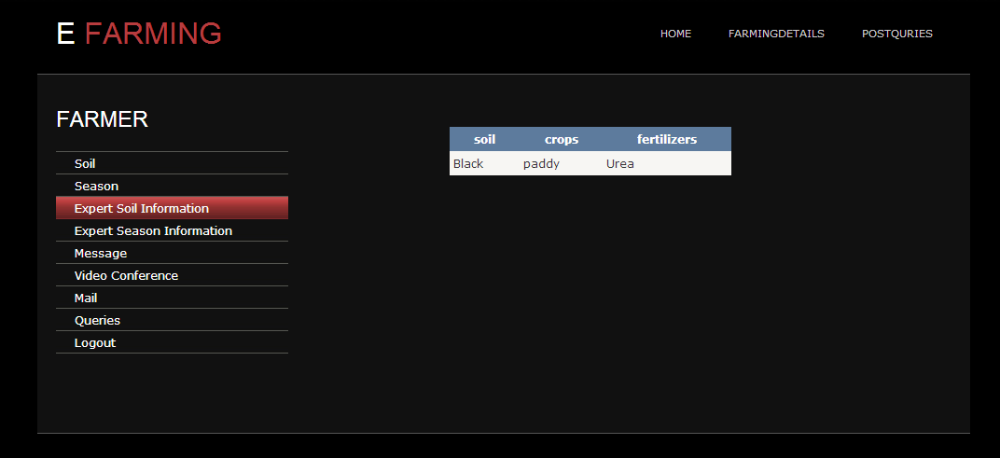 E FARMING
HOME FARMINGDETAILS POSTQURIES
FARMER
Soil
Season
Expert Soil Information
Expert Season Information
Message
Video Conference
Mail
Queries
Logout
soil crops fertilizers
Black paddy Urea